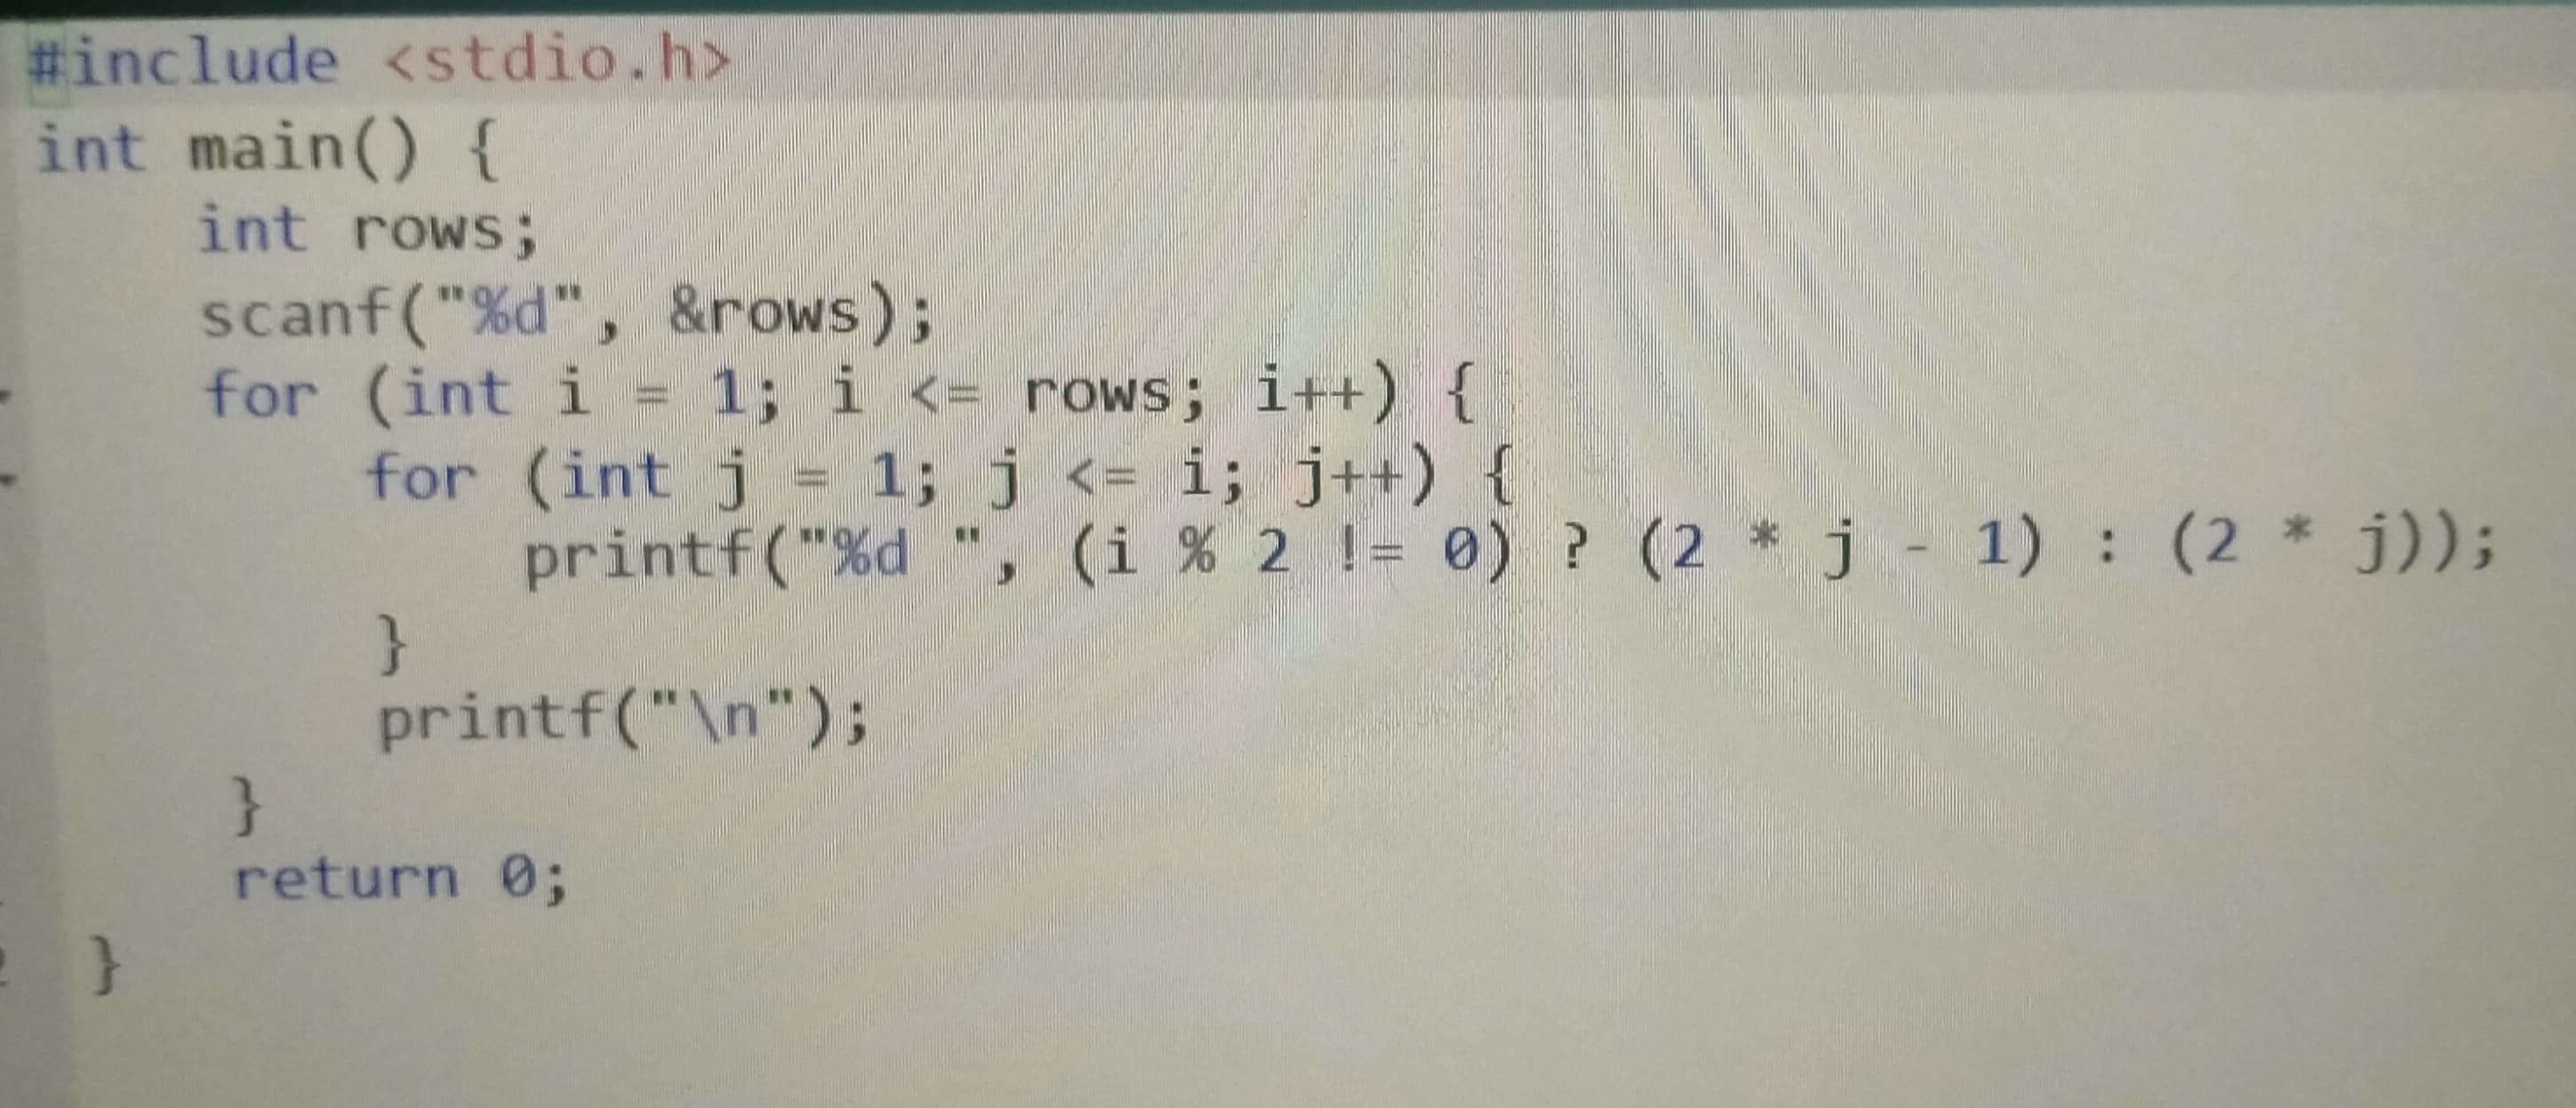 #include <stdio.h>
int main() {
int rows;
scanf("%d", &rows);
for (int i = 1; i <= rows; i++) {
for (int j = 1; j <= i; j++) {
printf("%d ", (i % 2 != 0) ? (2 * j - 1) : (2 * j));
}
printf("\n");
}
return 0;
}